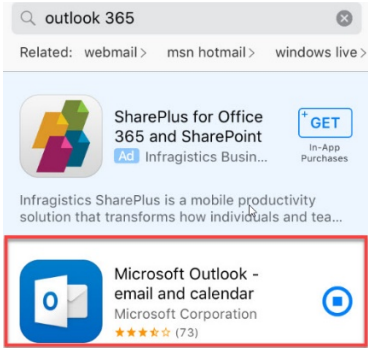 outlook 365
Related: webmail > msn hotmail > windows live >
SharePlus for Office
365 and SharePoint
Ad Infragistics Busin...
+ GET
In-App
Purchases
Infragistics SharePlus is a mobile productivity
solution that transforms how individuals and tea...
Microsoft Outlook -
email and calendar
Microsoft Corporation
★★★★☆ (73)